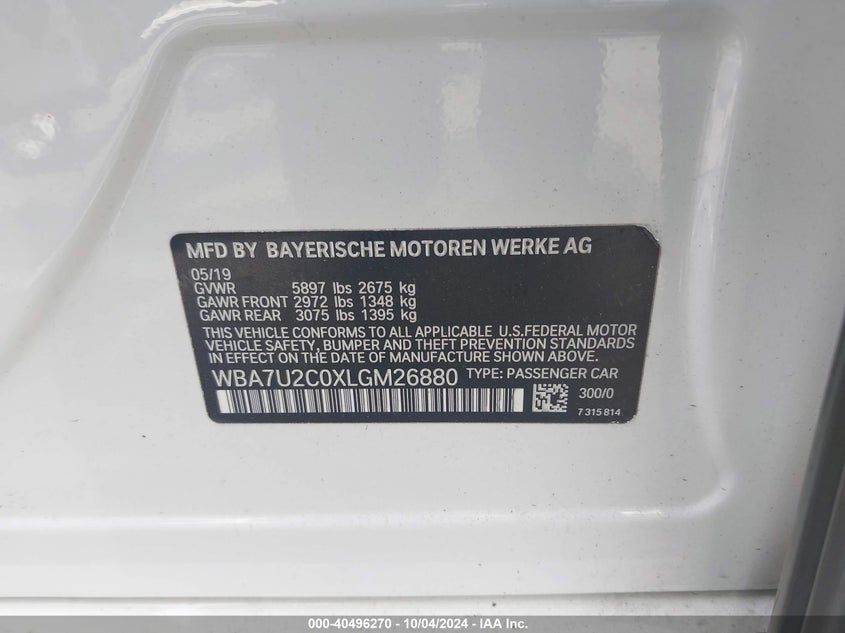 MFD BY BAYERISCHE MOTOREN WERKE AG
05/19
GVWR 5897 lbs 2675 kg
GAWR FRONT 2972 lbs 1348 kg
GAWR REAR 3075 lbs 1395 kg
THIS VEHICLE CONFORMS TO ALL APPLICABLE U.S.FEDERAL MOTOR
VEHICLE SAFETY, BUMPER AND THEFT PREVENTION STANDARDS
IN EFFECT ON THE DATE OF MANUFACTURE SHOWN ABOVE.
WBA7U2C0XLGM26880 TYPE: PASSENGER CAR
300/0
7 315 814
000-40496270 - 10/04/2024 - IAA Inc.